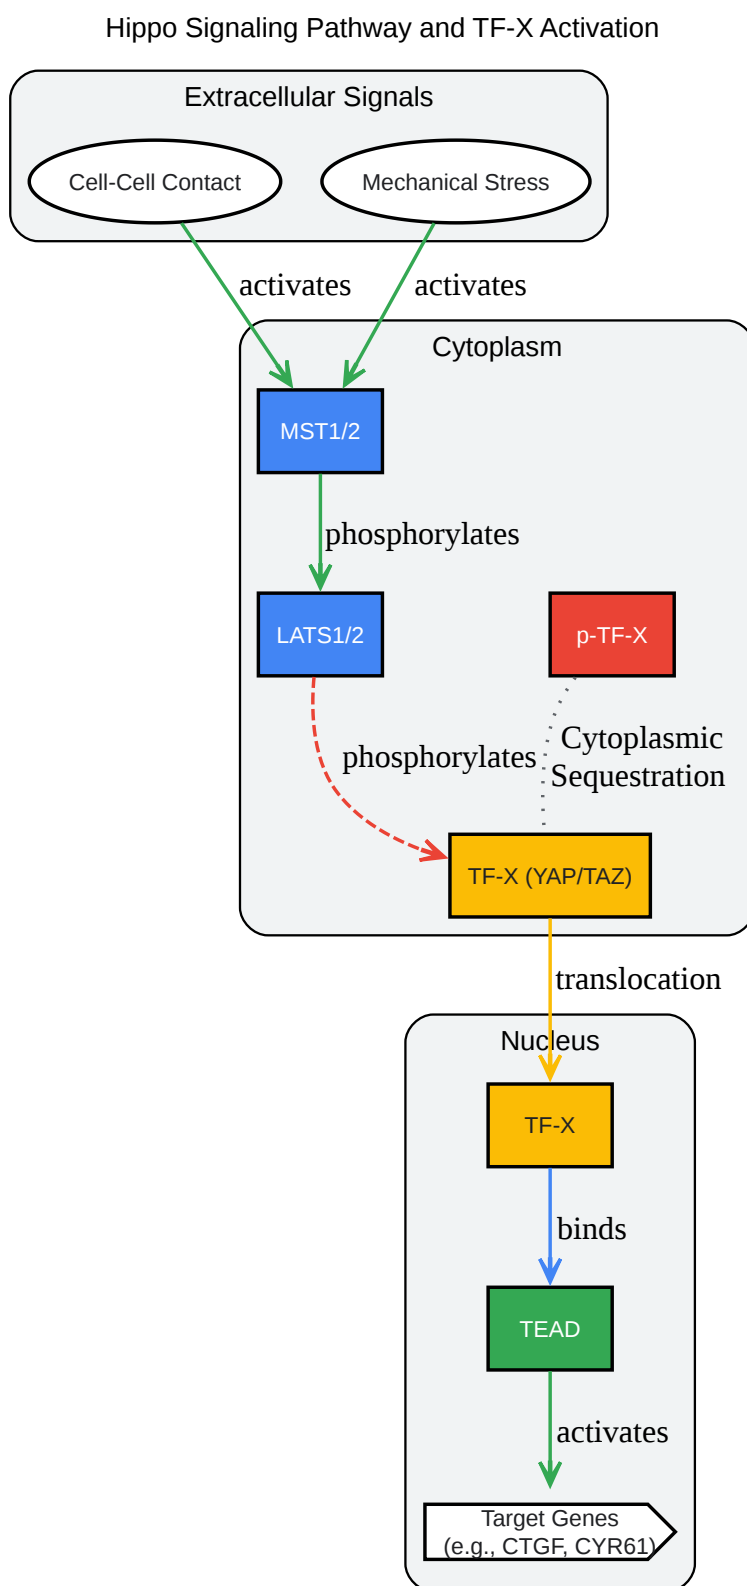 Hippo Signaling Pathway and TF-X Activation
Extracellular Signals
Cell-Cell Contact
Mechanical Stress
activates
activates
Cytoplasm
MST1/2
phosphorylates
LATS1/2
p-TF-X
phosphorylates
Cytoplasmic
Sequestration
TF-X (YAP/TAZ)
translocation
Nucleus
TF-X
binds
TEAD
activates
Target Genes
(e.g., CTGF, CYR61)